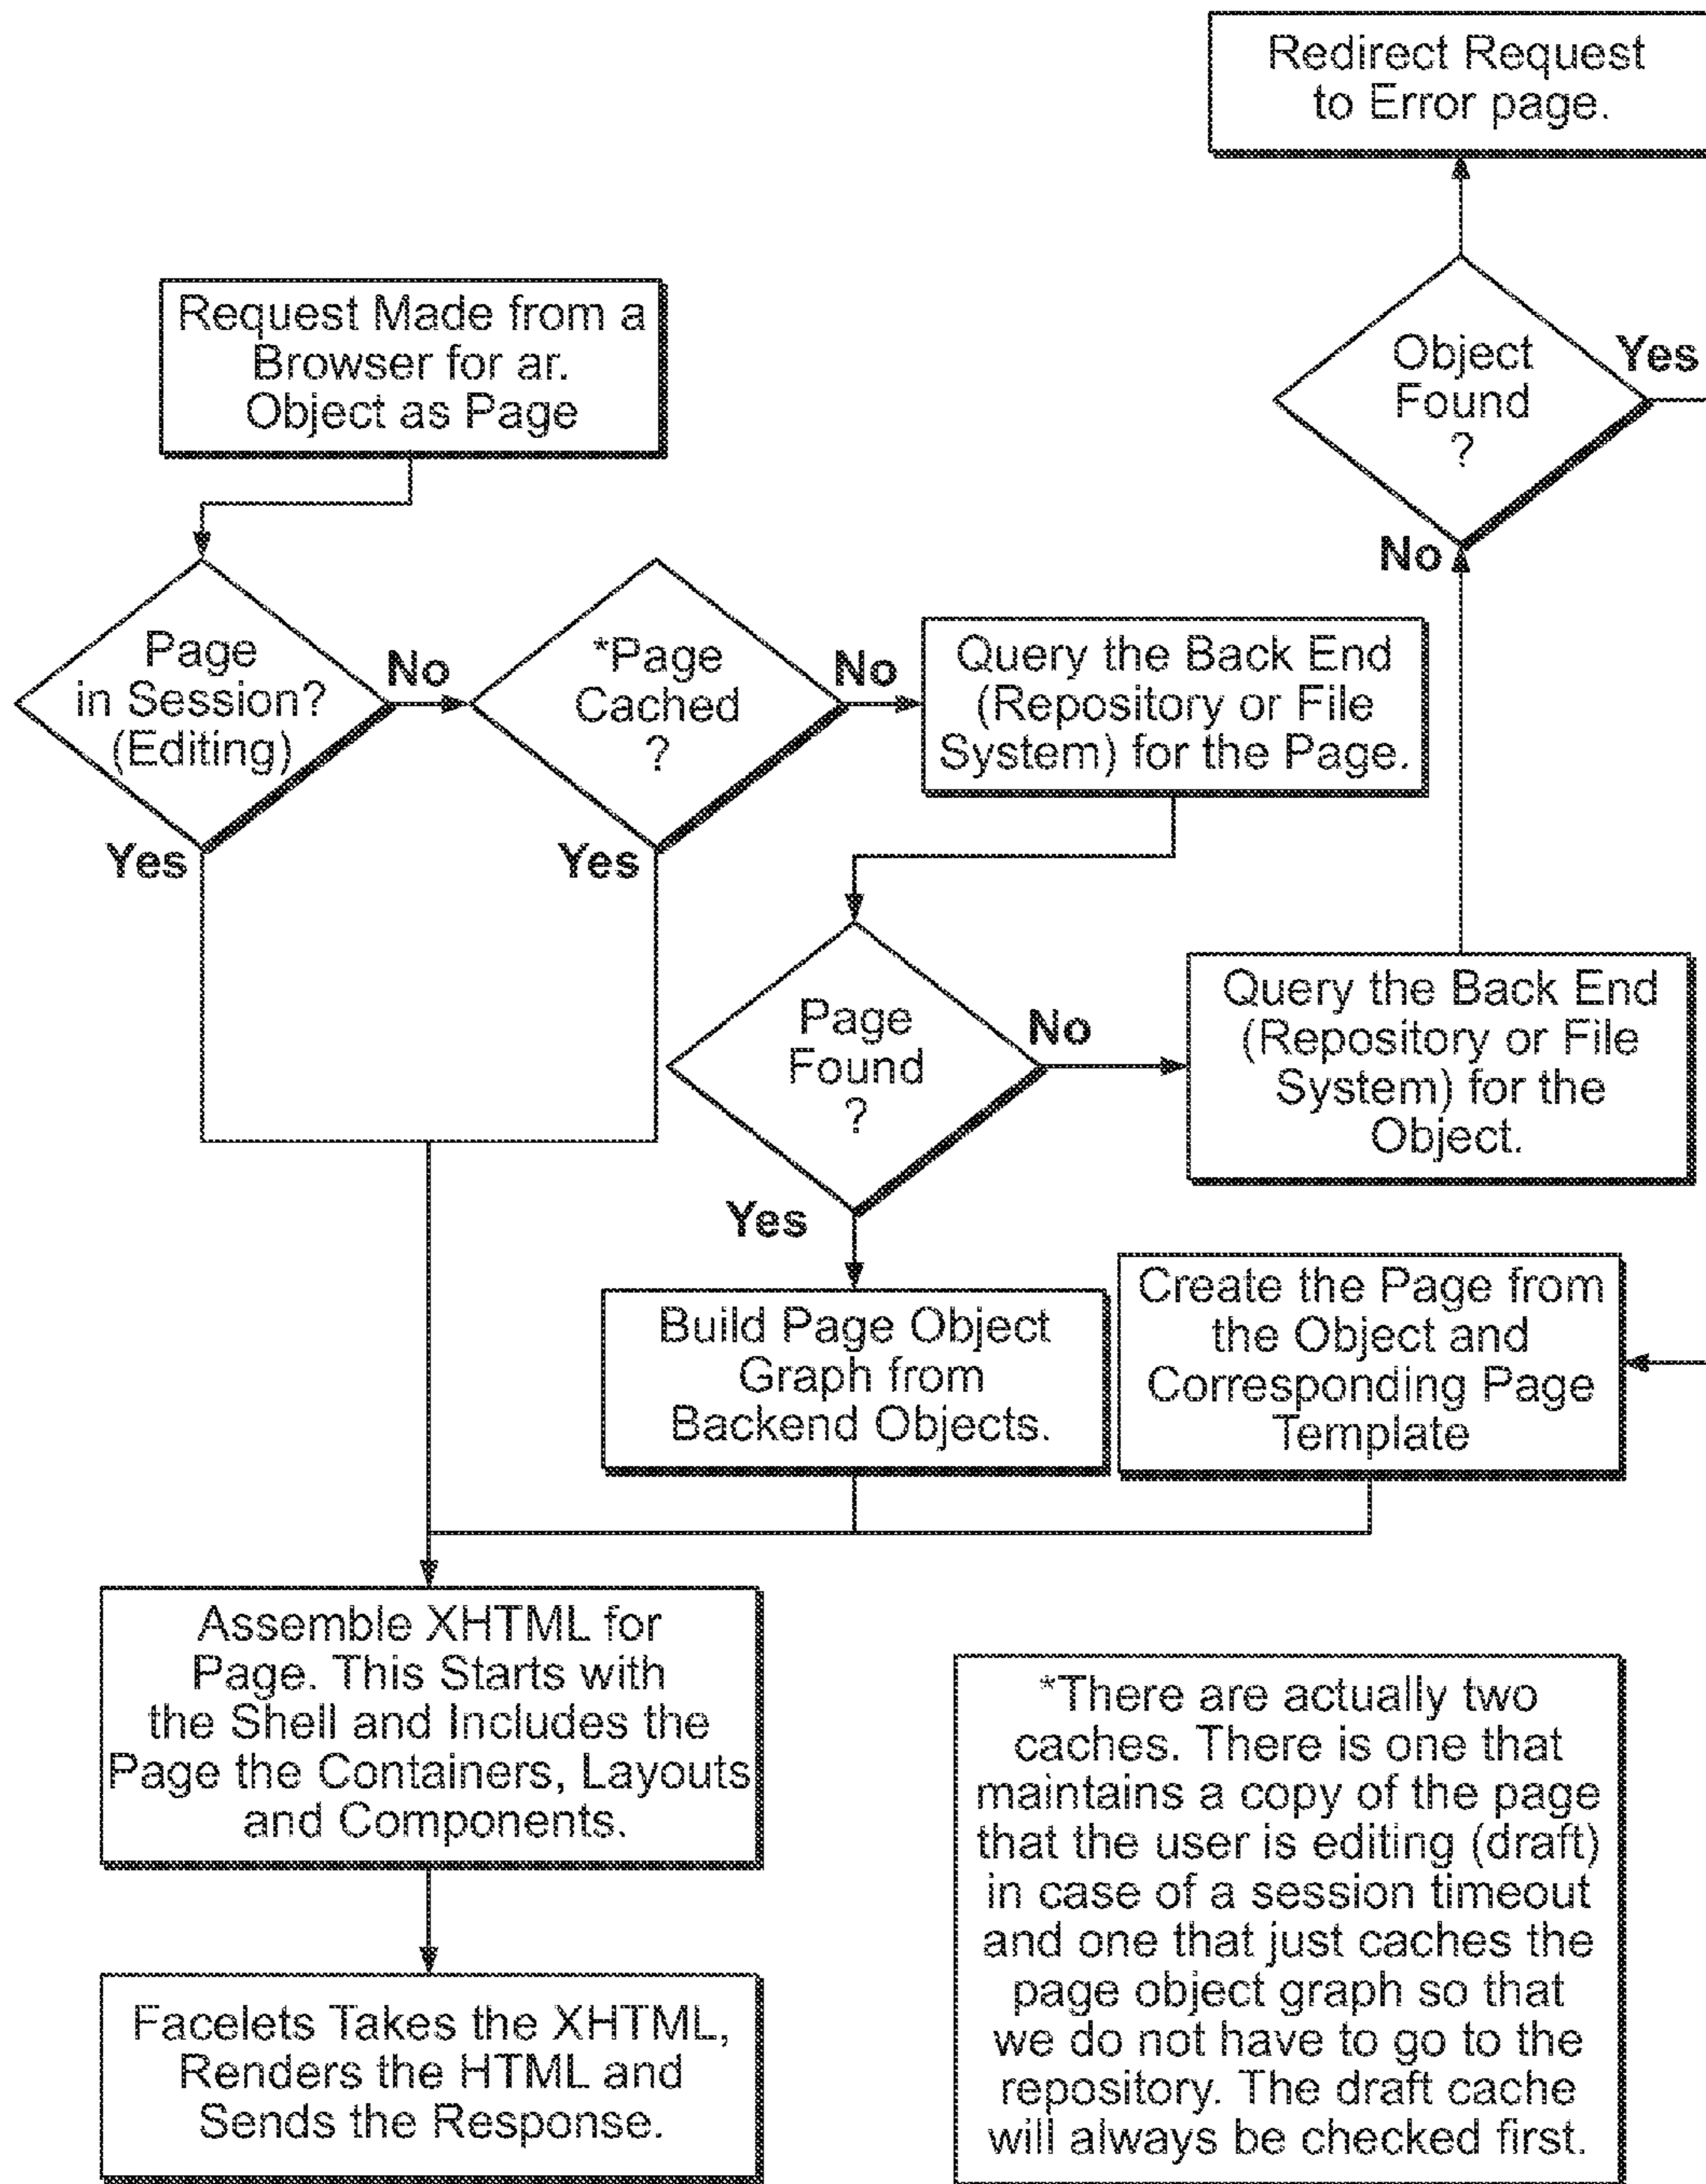 Redirect Request
to Error page.
Request Made from a
Browser for ar.
Object as Page
Object
Found
?
Yes
No
Page
in Session?
(Editing)
No
Yes
*Page
Cached
?
No
Yes
Query the Back End
(Repository or File
System) for the Page.
Page
Found
?
No
Yes
Query the Back End
(Repository or File
System) for the
Object.
Build Page Object
Graph from
Backend Objects.
Create the Page from
the Object and
Corresponding Page
Template
Assemble XHTML for
Page. This Starts with
the Shell and Includes the
Page the Containers, Layouts
and Components.
Facelets Takes the XHTML,
Renders the HTML and
Sends the Response.
*There are actually two
caches. There is one that
maintains a copy of the page
that the user is editing (draft)
in case of a session timeout
and one that just caches the
page object graph so that
we do not have to go to the
repository. The draft cache
will always be checked first.